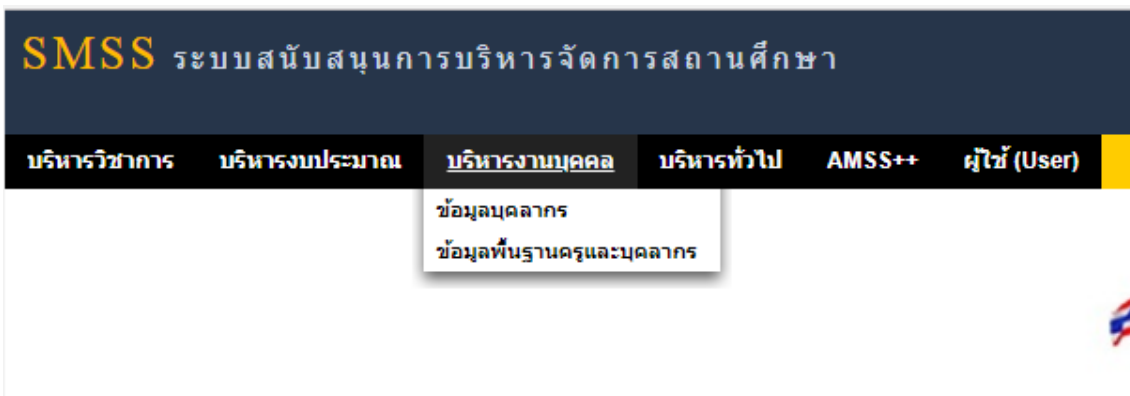 SMSS ระบบสนับสนุนการบริหารจัดการสถานศึกษา
บริหารวิชาการ บริหารงบประมาณ บริหารงานบุคคล บริหารทั่วไป AMSS++ ผู้ใช้ (User)
ข้อมูลบุคลากร
ข้อมูลพื้นฐานครูและบุคลากร